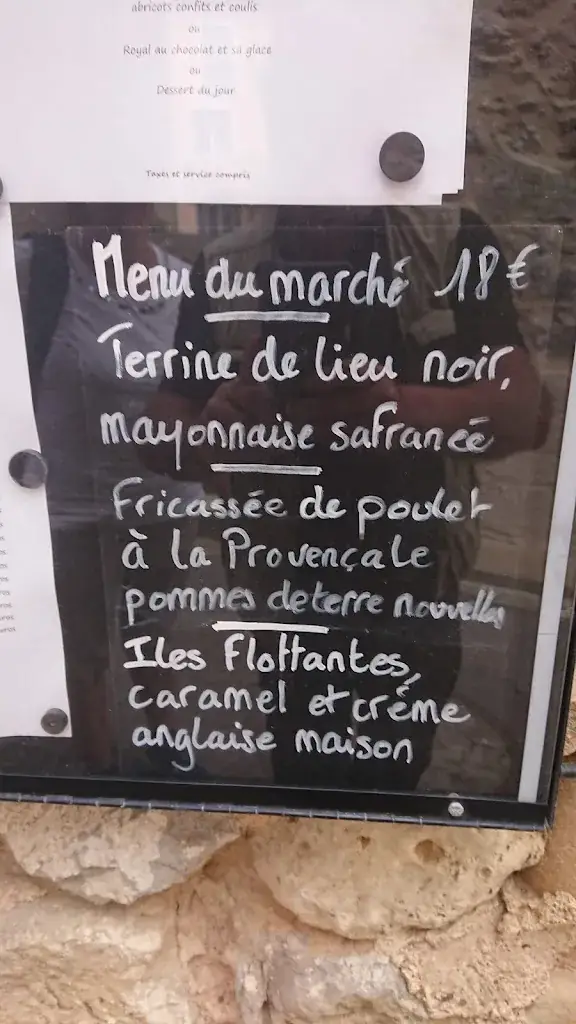 abricots confits et coulis
ou
Royal au chocolat et sa glace
ou
Dessert du jour
Taxes et service compris
Menu du marché 18 €
Terrine de lieu noir,
mayonnaise safranée
Fricassée de poulet
à la Provençale
pommes de terre nouvelles
Iles Flottantes,
caramel et crème
anglaise maison